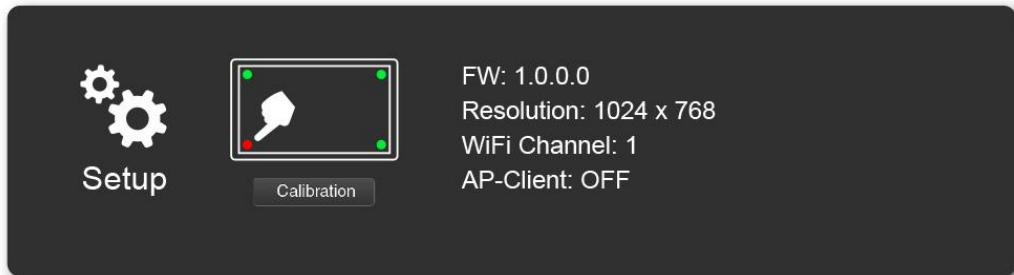 Setup
Calibration
FW: 1.0.0.0
Resolution: 1024 x 768
WiFi Channel: 1
AP-Client: OFF